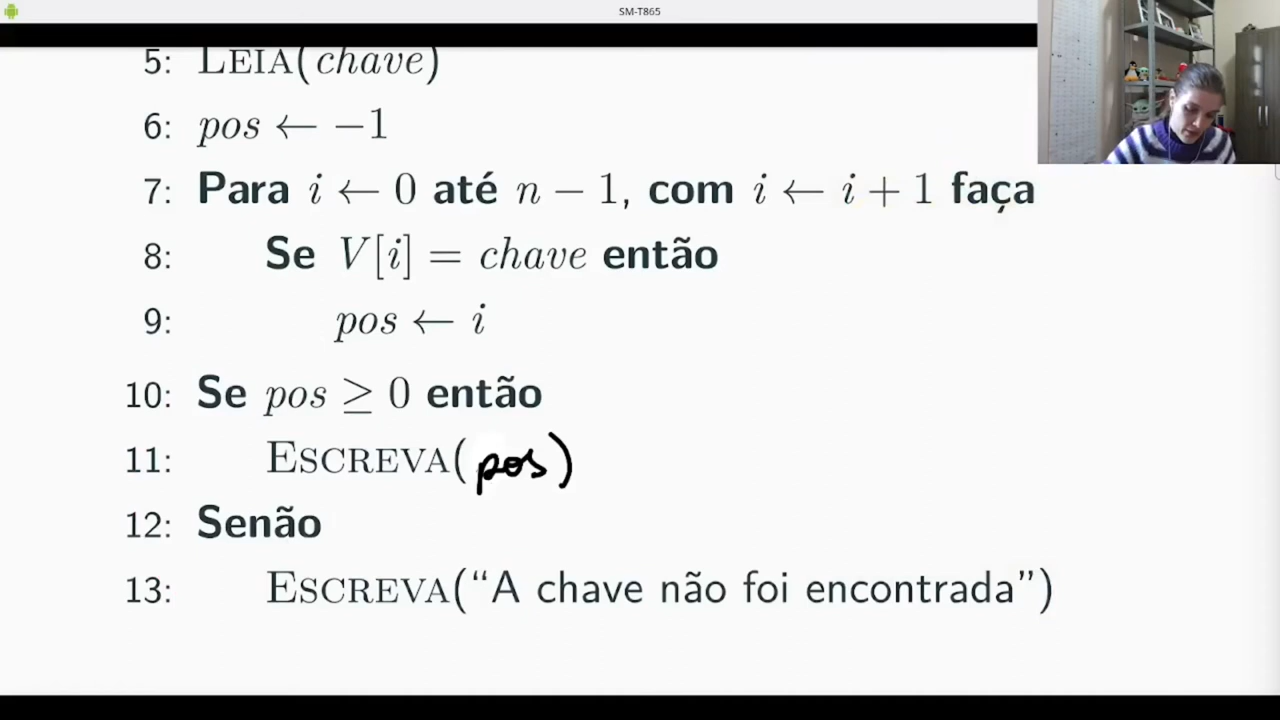 SM-T865
5: LEIA(chave)
6: pos ← −1
7: Para i ← 0 até n − 1, com i ← i + 1 faça
8: Se V[i] = chave então
9: pos ← i
10: Se pos ≥ 0 então
11: ESCREVA(pos)
12: Senão
13: ESCREVA(“A chave não foi encontrada”)